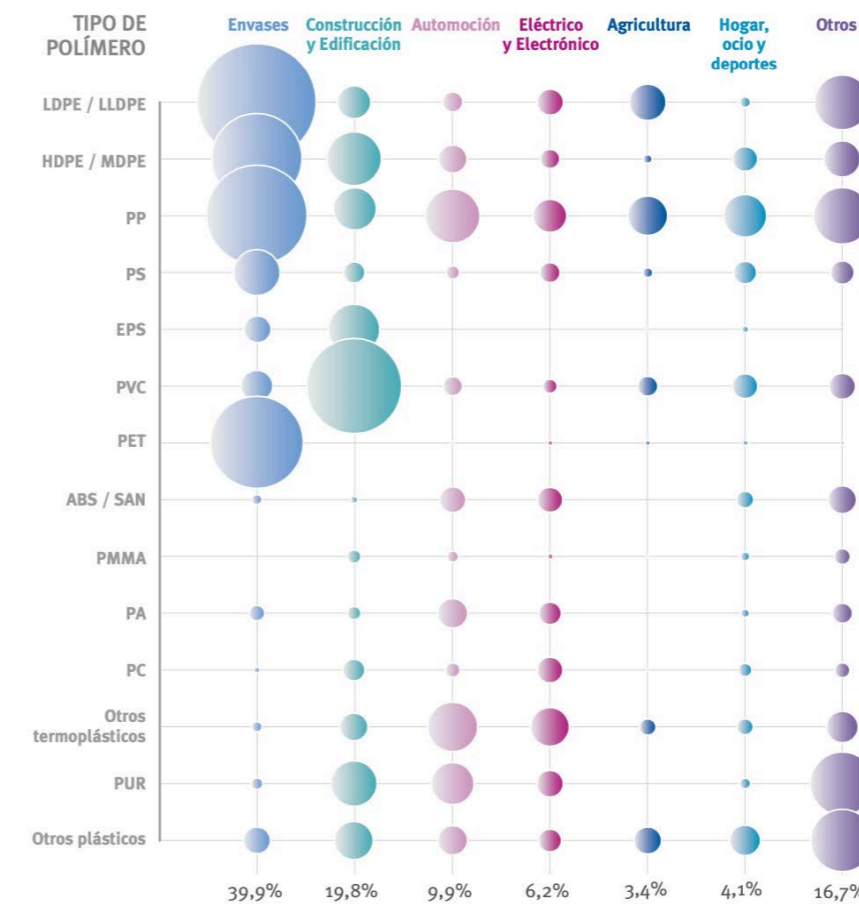 TIPO DE
POLÍMERO
Envases
Construcción
y Edificación
Automoción
Eléctrico
y Electrónico
Agricultura
Hogar,
ocio y
deportes
Otros
LDPE / LLDPE
HDPE / MDPE
PP
PS
EPS
PVC
PET
ABS / SAN
PMMA
PA
PC
Otros
termoplásticos
PUR
Otros plásticos
39,9%
19,8%
9,9%
6,2%
3,4%
4,1%
16,7%